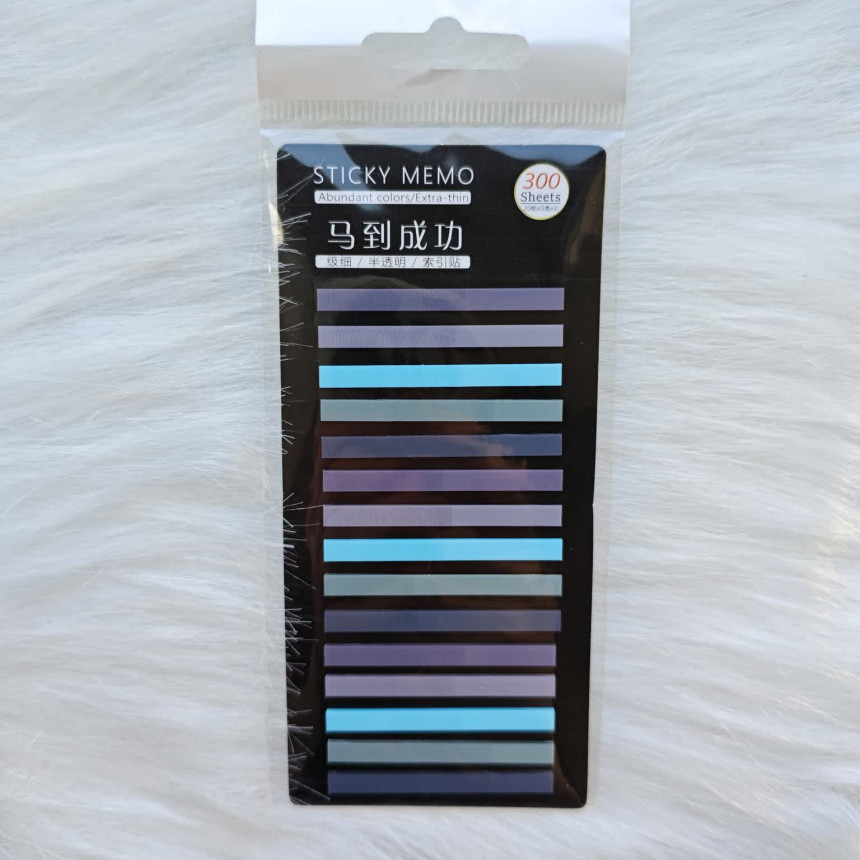 STICKY MEMO
Abundant colors/Extra-thin
300
Sheets
马到成功
级细 / 半透明 / 索引贴